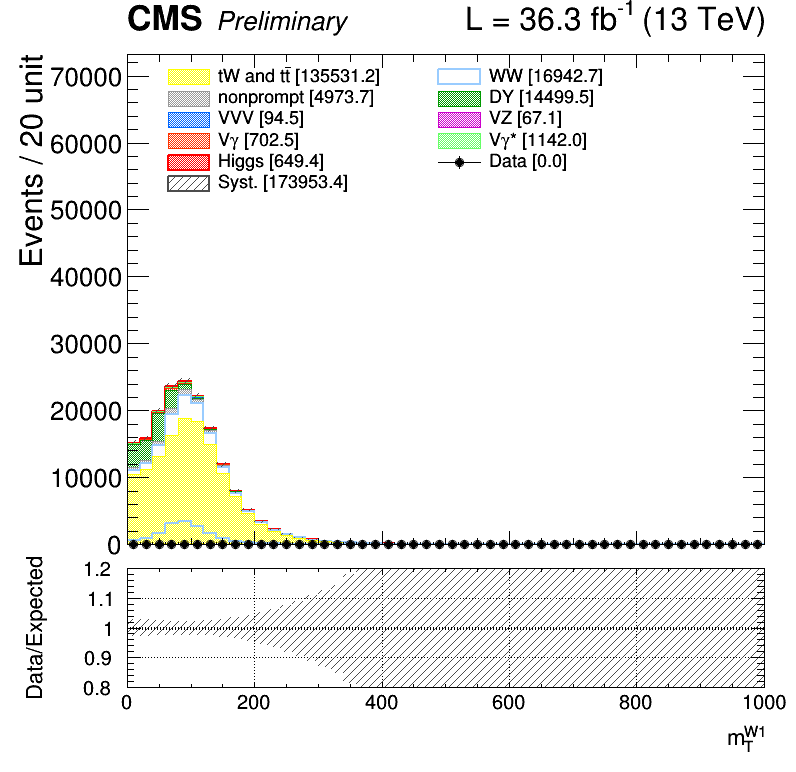 CMS Preliminary L = 36.3 fb⁻¹ (13 TeV)
Events / 20 unit
70000
60000
50000
40000
30000
20000
10000
0
tW and tt̄ [135531.2]
nonprompt [4973.7]
VVV [94.5]
Vγ [702.5]
Higgs [649.4]
Syst. [173953.4]
WW [16942.7]
DY [14499.5]
VZ [67.1]
Vγ* [1142.0]
Data [0.0]
Data/Expected
1.2
1.1
1
0.9
0.8
0 200 400 600 800 1000
m_T^W1